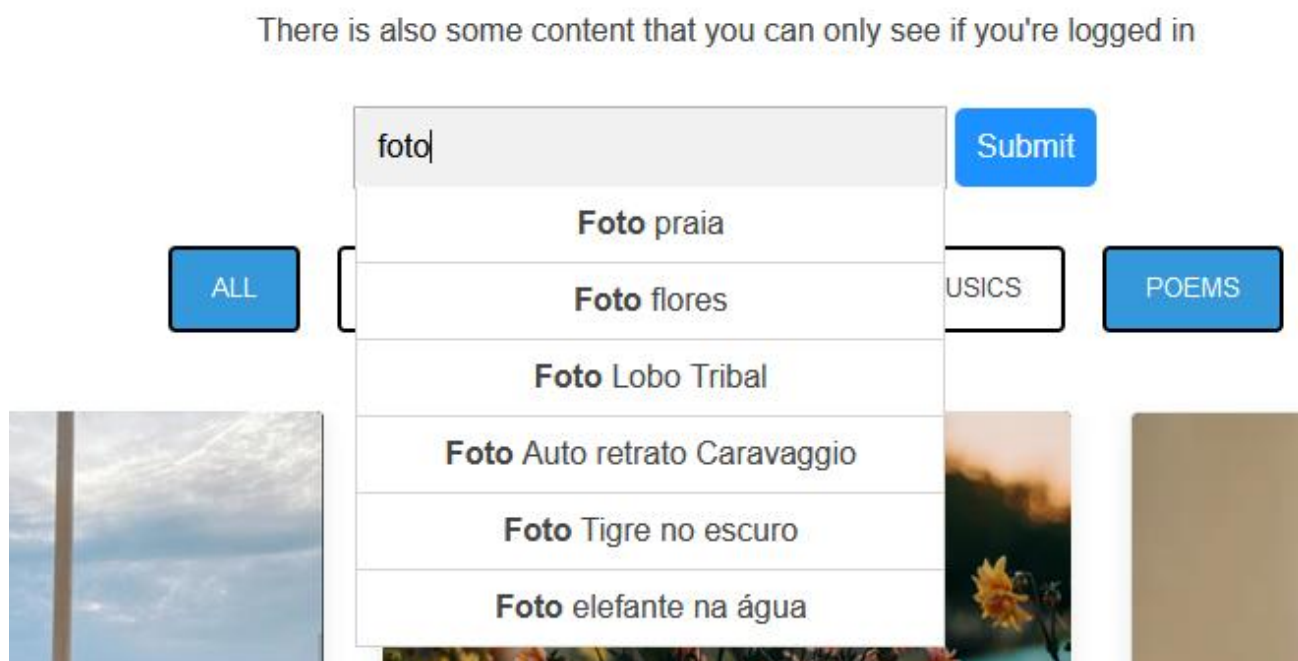 There is also some content that you can only see if you're logged in
foto
Submit
Foto praia
ALL
USICS
POEMS
Foto flores
Foto Lobo Tribal
Foto Auto retrato Caravaggio
Foto Tigre no escuro
Foto elefante na água